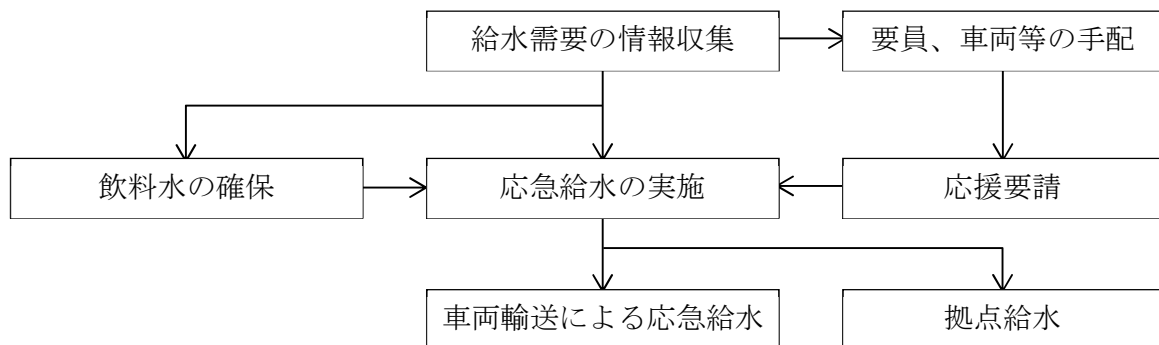 給水需要の情報収集
要員、車両等の手配
飲料水の確保
応急給水の実施
応援要請
車両輸送による応急給水
拠点給水